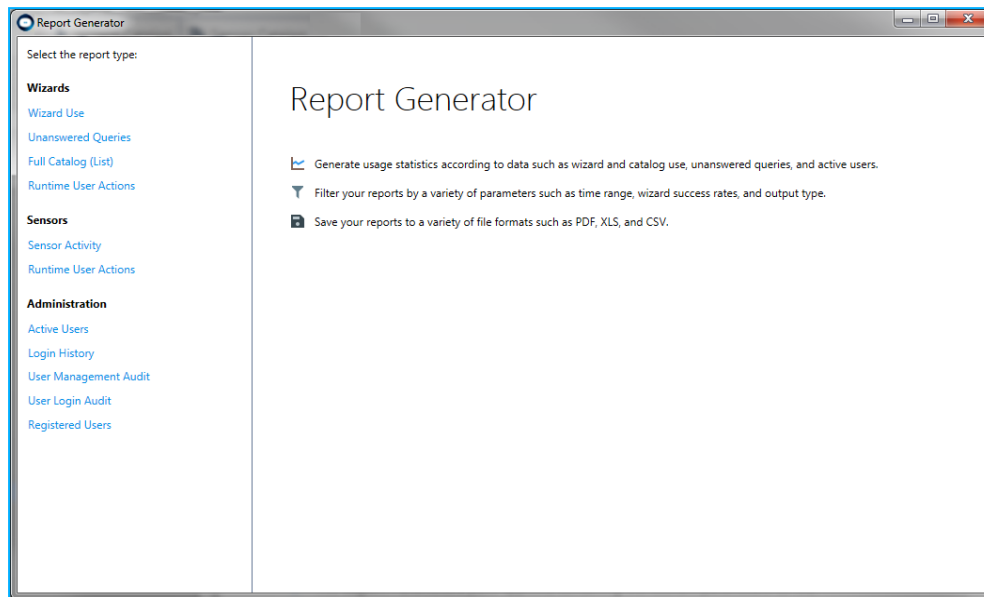 Report Generator
Select the report type:
Wizards
Wizard Use
Unanswered Queries
Full Catalog (List)
Runtime User Actions
Sensors
Sensor Activity
Runtime User Actions
Administration
Active Users
Login History
User Management Audit
User Login Audit
Registered Users
Report Generator
Generate usage statistics according to data such as wizard and catalog use, unanswered queries, and active users.
Filter your reports by a variety of parameters such as time range, wizard success rates, and output type.
Save your reports to a variety of file formats such as PDF, XLS, and CSV.